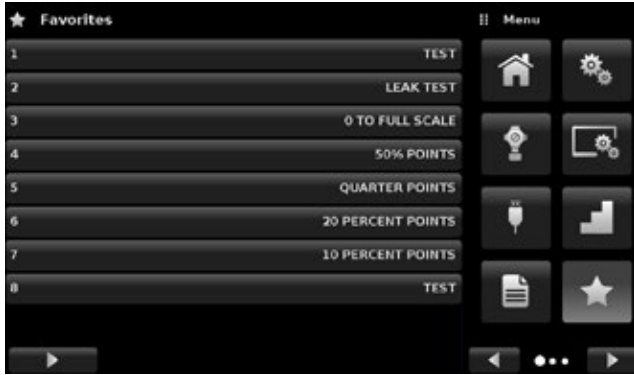 Favorites
Menu
1 TEST
2 LEAK TEST
3 0 TO FULL SCALE
4 50% POINTS
5 QUARTER POINTS
6 20 PERCENT POINTS
7 10 PERCENT POINTS
8 TEST